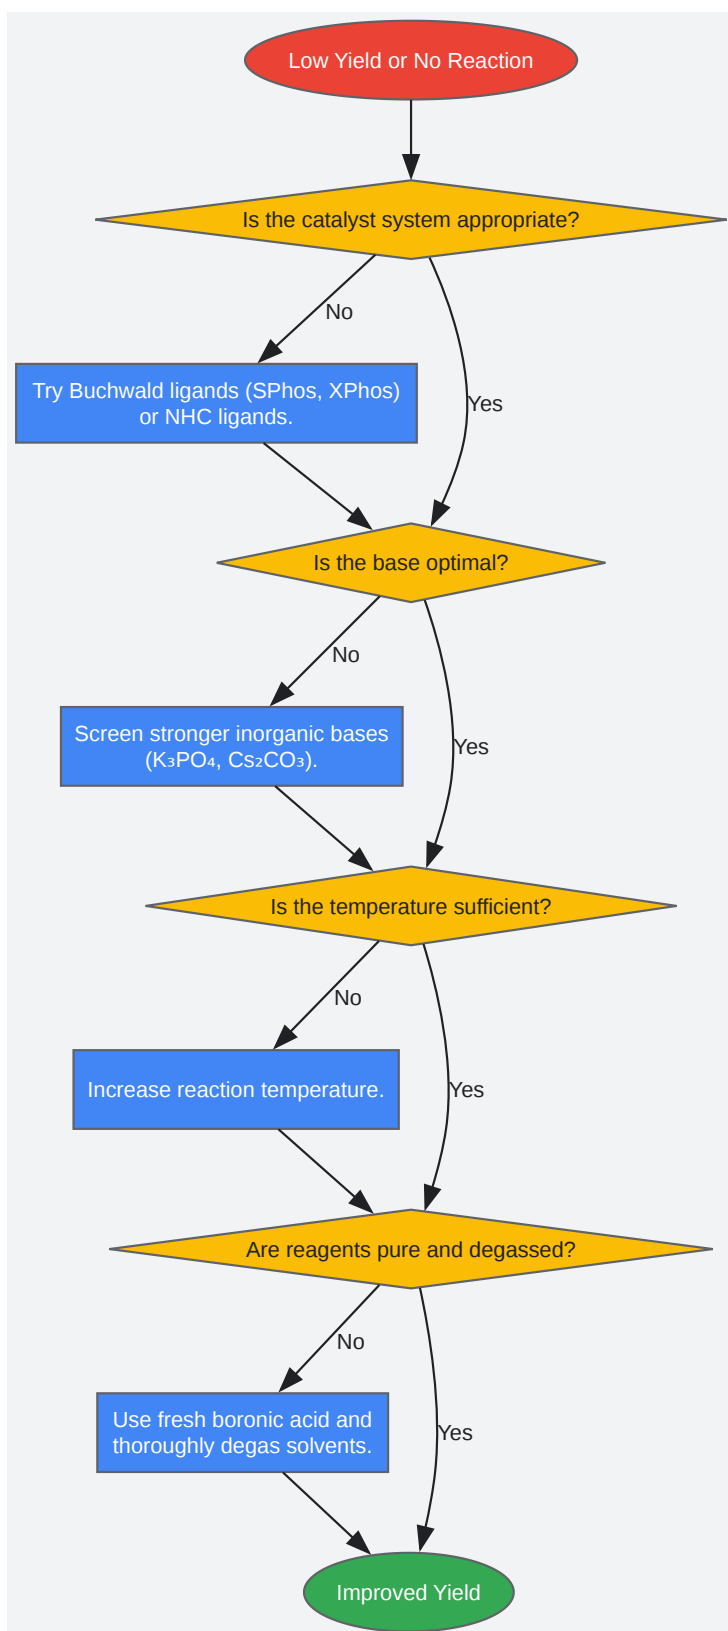 Low Yield or No Reaction
Is the catalyst system appropriate?
No
Try Buchwald ligands (SPhos, XPhos)
or NHC ligands.
Yes
Is the base optimal?
No
Screen stronger inorganic bases
(K₃PO₄, Cs₂CO₃).
Yes
Is the temperature sufficient?
No
Increase reaction temperature.
Yes
Are reagents pure and degassed?
No
Use fresh boronic acid and
thoroughly degas solvents.
Yes
Improved Yield